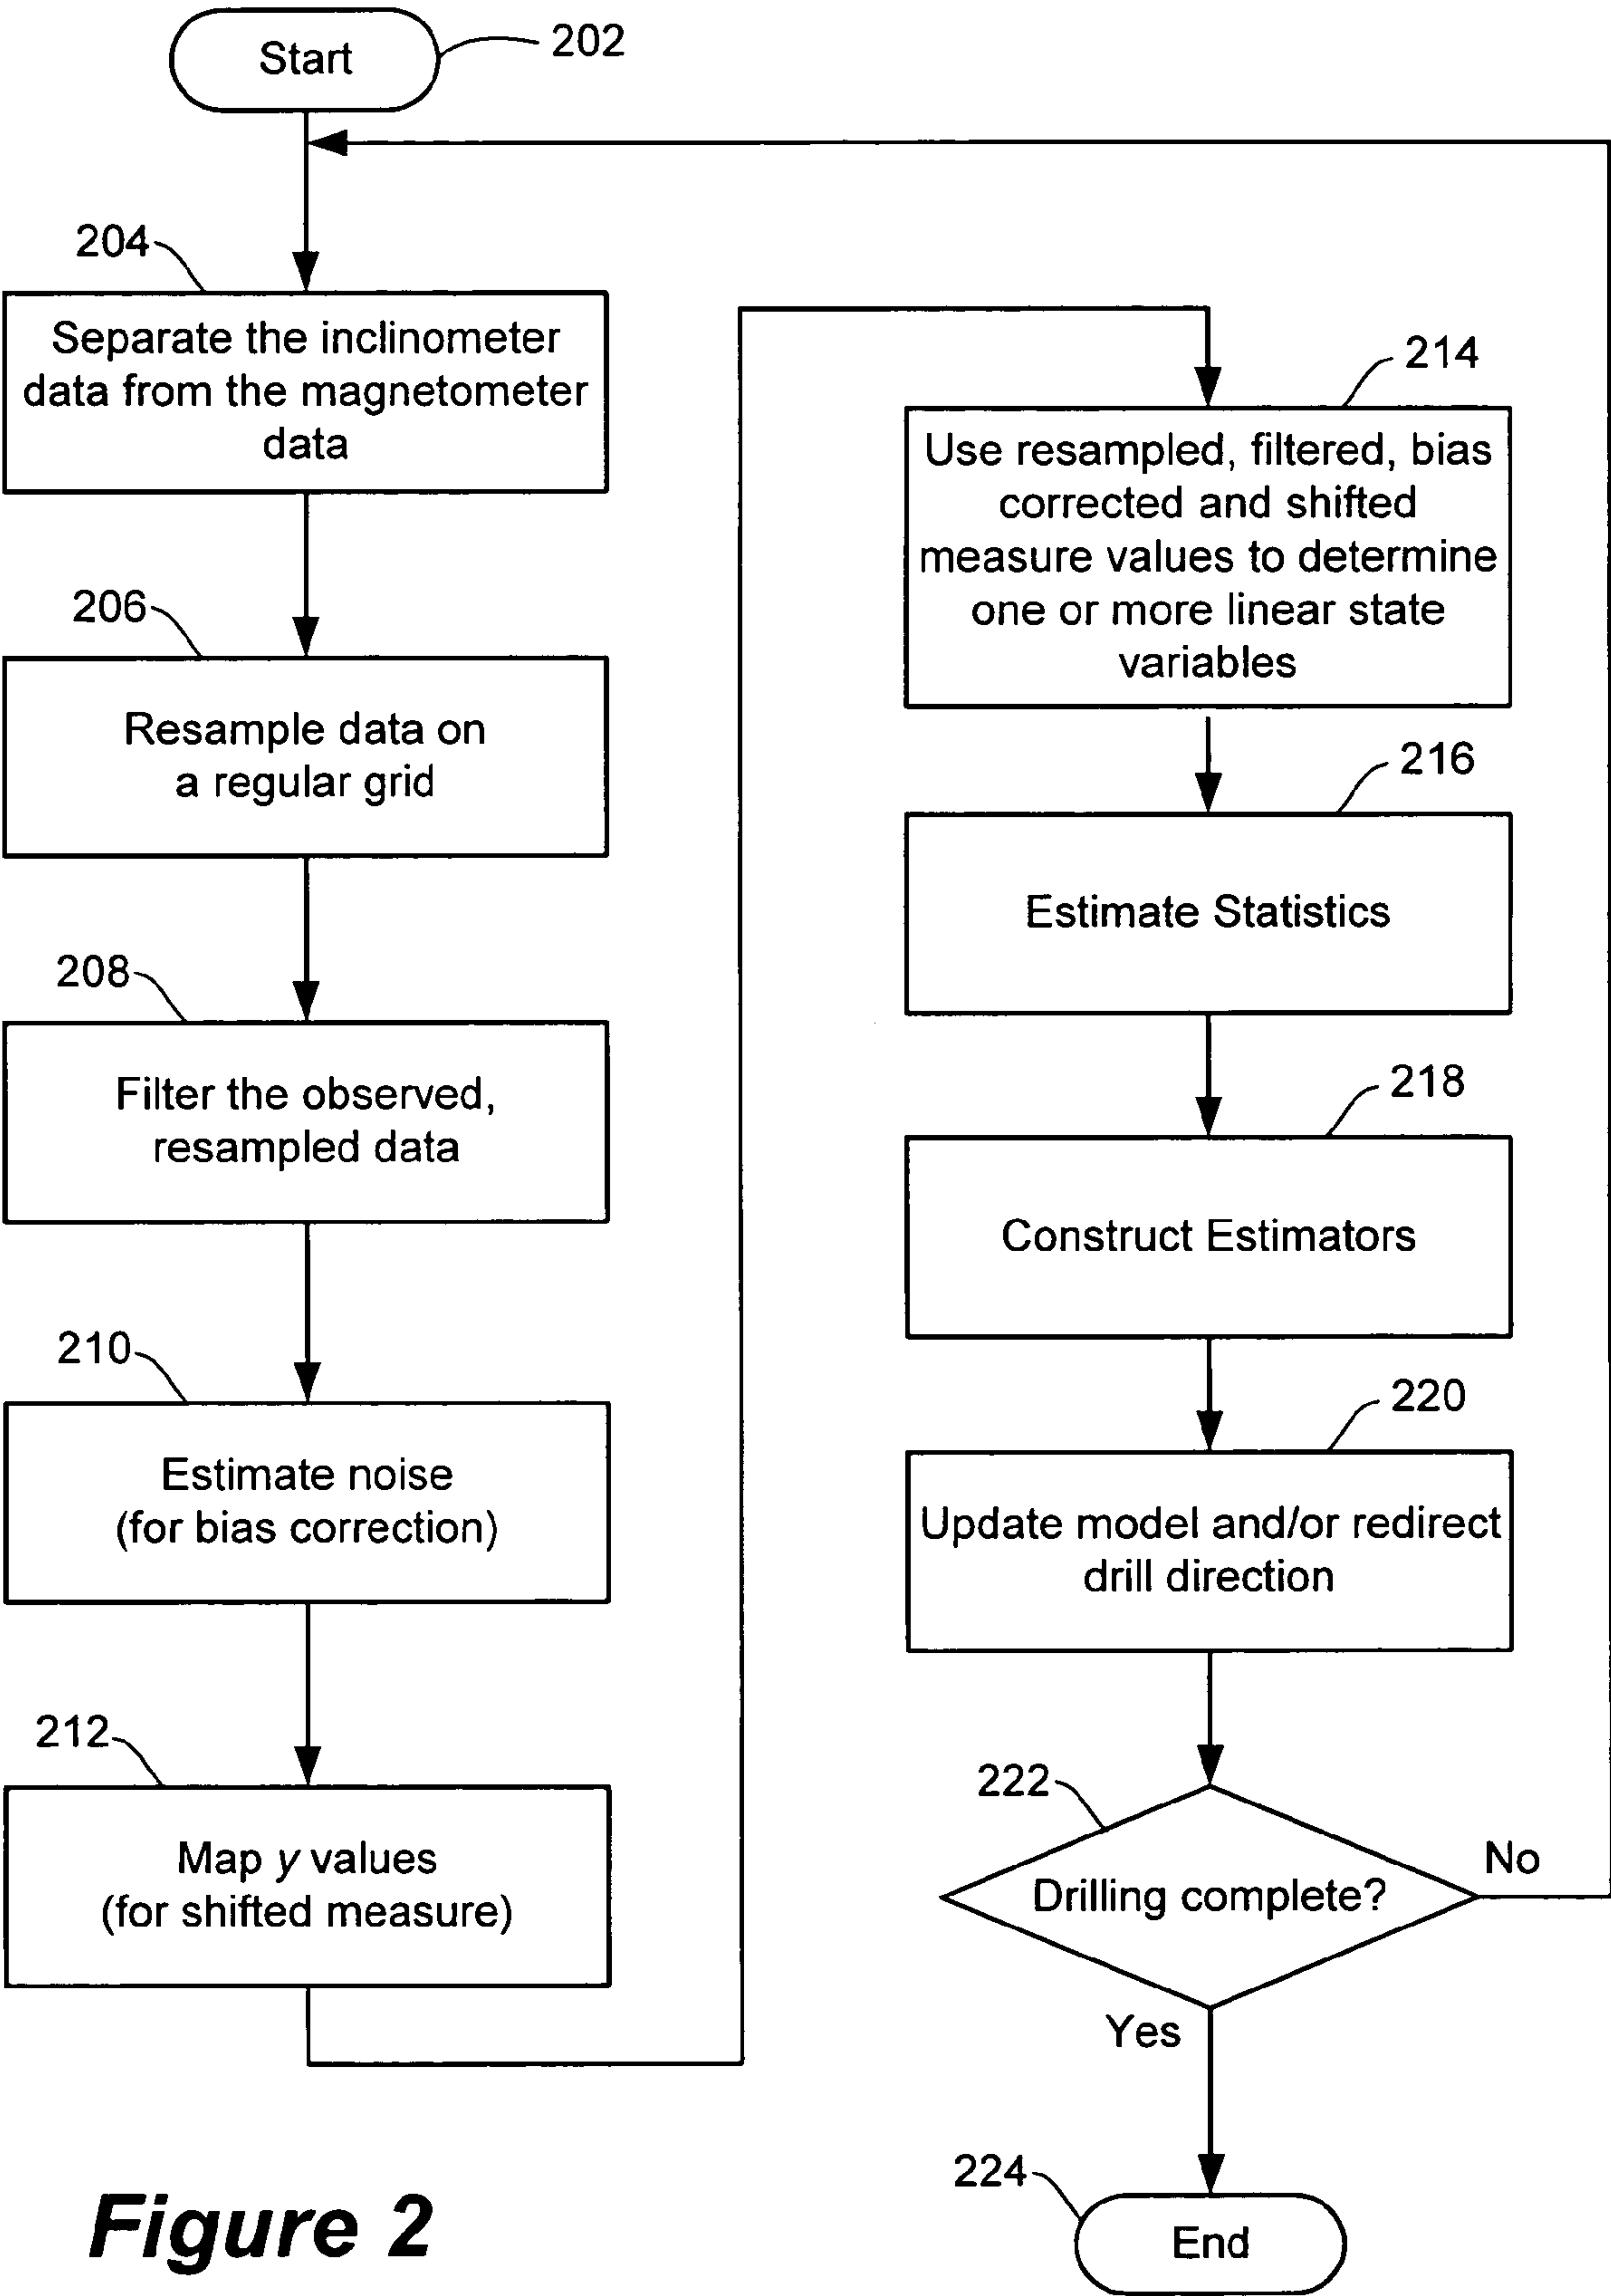 Start
202
204
Separate the inclinometer
data from the magnetometer
data
206
Resample data on
a regular grid
208
Filter the observed,
resampled data
210
Estimate noise
(for bias correction)
212
Map y values
(for shifted measure)
214
Use resampled, filtered, bias
corrected and shifted
measure values to determine
one or more linear state
variables
216
Estimate Statistics
218
Construct Estimators
220
Update model and/or redirect
drill direction
222
Drilling complete?
No
Yes
224
End
Figure 2